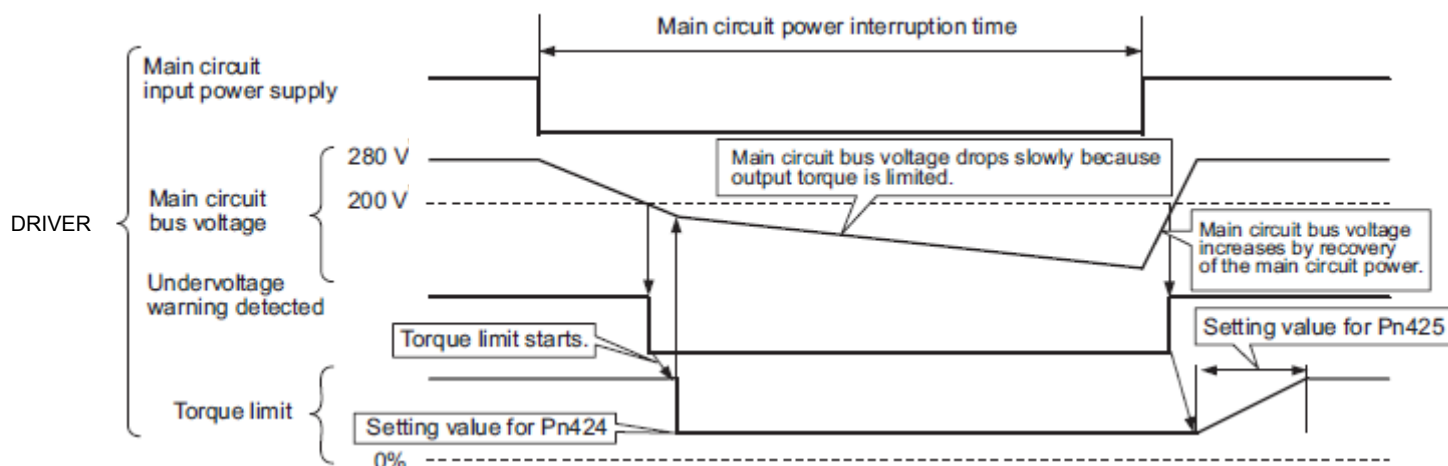 Main circuit power interruption time
Main circuit
input power supply
280 V
Main circuit bus voltage drops slowly because
output torque is limited.
Main circuit
bus voltage
200 V
DRIVER
Main circuit bus voltage
increases by recovery
of the main circuit power.
Undervoltage
warning detected
Torque limit starts.
Setting value for Pn425
Torque limit
Setting value for Pn424
0%